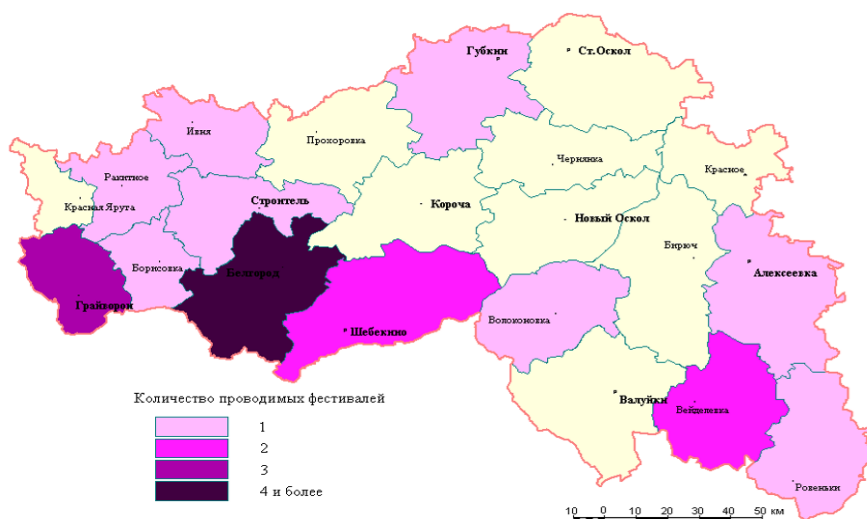 Губкин
Ст.Оскол
Ивня
Прохоровка
Чернянка
Красное
Ракитное
Красная Яруга
Строитель
Короча
Новый Оскол
Бирюч
Борисовка
Белгород
Алексеевка
Грайворон
Волоконовка
Шебекино
Валуйки
Вейделевка
Ровеньки
Количество проводимых фестивалей
1
2
3
4 и более
10 0 10 20 30 40 50 км